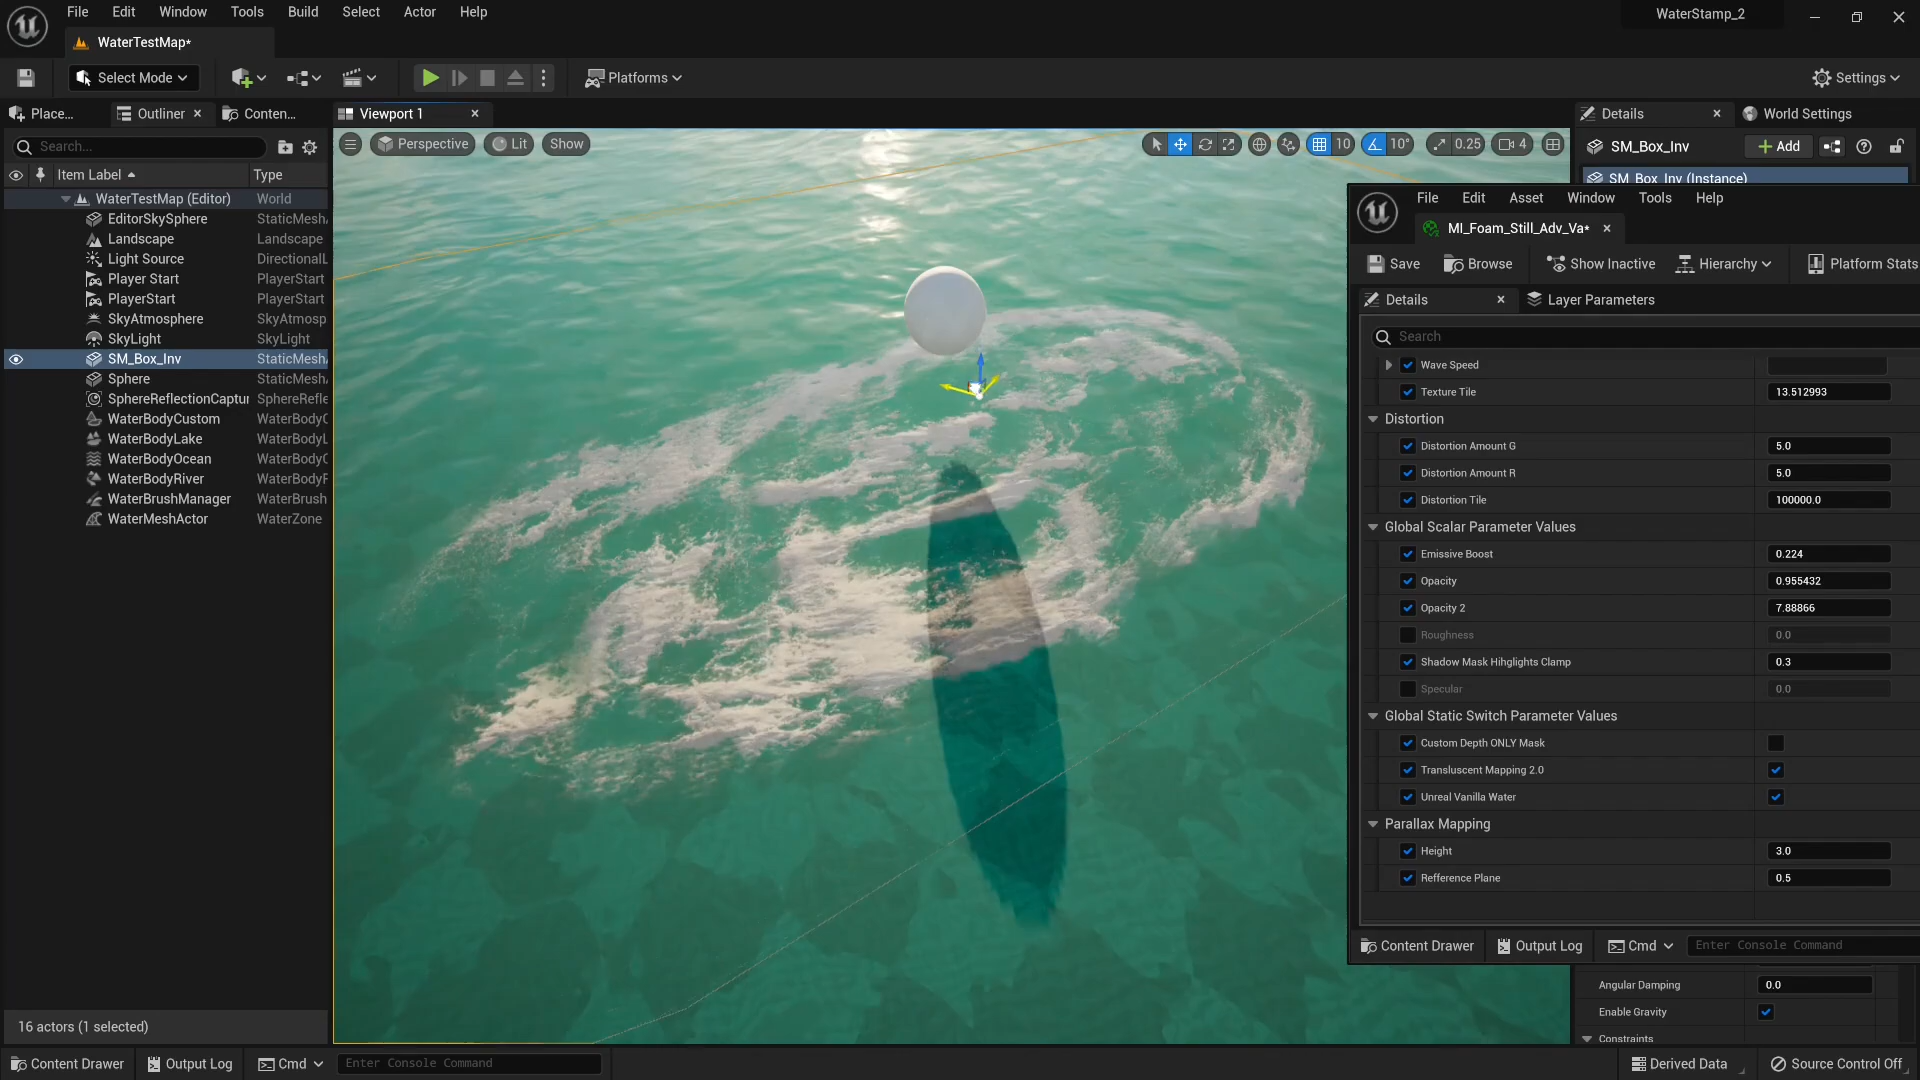 File Edit Window Tools Build Select Actor Help
WaterStamp_2
WaterTestMap*
Select Mode
Platforms
Settings
Place...
Outliner
Conten...
Viewport 1
Details
World Settings
Search...
Perspective
Lit
Show
10
10°
0.25
4
SM_Box_Inv
Add
SM_Box_Inv (Instance)
Item Label
Type
WaterTestMap (Editor) World
EditorSkySphere StaticMesh
Landscape Landscape
Light Source DirectionalL
Player Start PlayerStart
PlayerStart PlayerStart
SkyAtmosphere SkyAtmosp
SkyLight SkyLight
SM_Box_Inv StaticMesh
Sphere StaticMesh
SphereReflectionCaptur SphereRefle
WaterBodyCustom WaterBodyC
WaterBodyLake WaterBodyL
WaterBodyOcean WaterBodyO
WaterBodyRiver WaterBodyF
WaterBrushManager WaterBrush
WaterMeshActor WaterZone
16 actors (1 selected)
File Edit Asset Window Tools Help
MI_Foam_Still_Adv_Va*
Save
Browse
Show Inactive
Hierarchy
Platform Stats
Details
Layer Parameters
Search
Wave Speed
Texture Tile 13.512993
Distortion
Distortion Amount G 5.0
Distortion Amount R 5.0
Distortion Tile 100000.0
Global Scalar Parameter Values
Emissive Boost 0.224
Opacity 0.955432
Opacity 2 7.88866
Roughness 0.0
Shadow Mask Hihglights Clamp 0.3
Specular 0.0
Global Static Switch Parameter Values
Custom Depth ONLY Mask
Transluscent Mapping 2.0
Unreal Vanilla Water
Parallax Mapping
Height 3.0
Refference Plane 0.5
Content Drawer
Output Log
Cmd
Enter Console Command
Angular Damping 0.0
Enable Gravity
Constraints
Content Drawer
Output Log
Cmd
Enter Console Command
Derived Data
Source Control Off